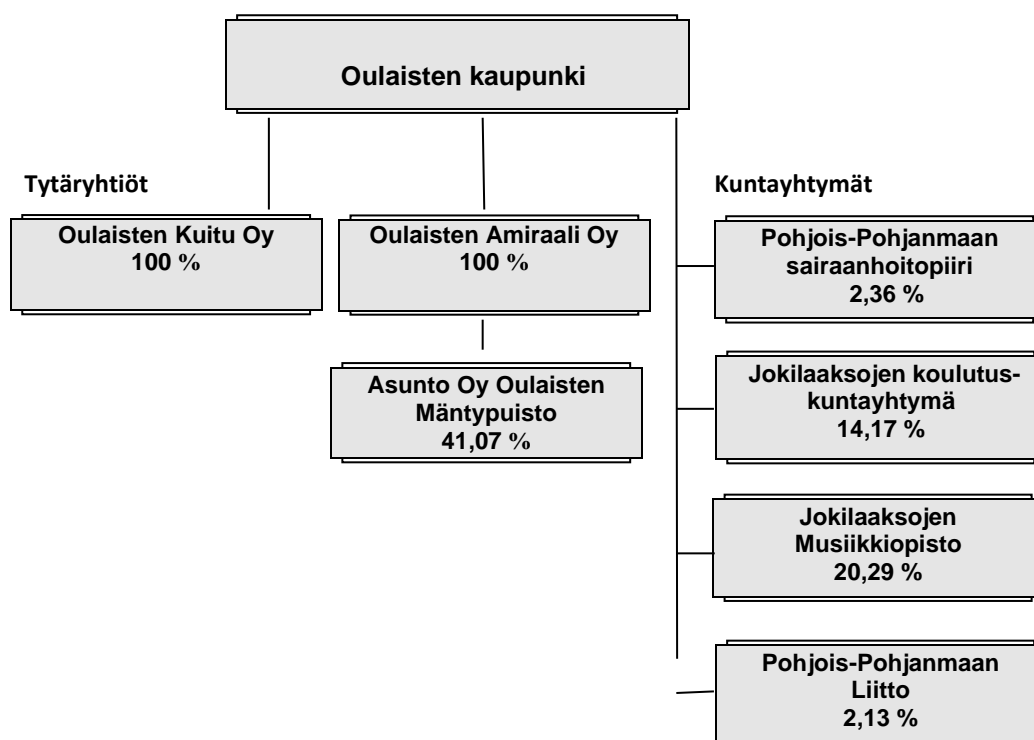 Oulaisten kaupunki
Tytäryhtiöt
Oulaisten Kuitu Oy
100 %
Oulaisten Amiraali Oy
100 %
Asunto Oy Oulaisten
Mäntypuisto
41,07 %
Kuntayhtymät
Pohjois-Pohjanmaan
sairaanhoitopiiri
2,36 %
Jokilaaksojen koulutus-
kuntayhtymä
14,17 %
Jokilaaksojen
Musiikkiopisto
20,29 %
Pohjois-Pohjanmaan
Liitto
2,13 %